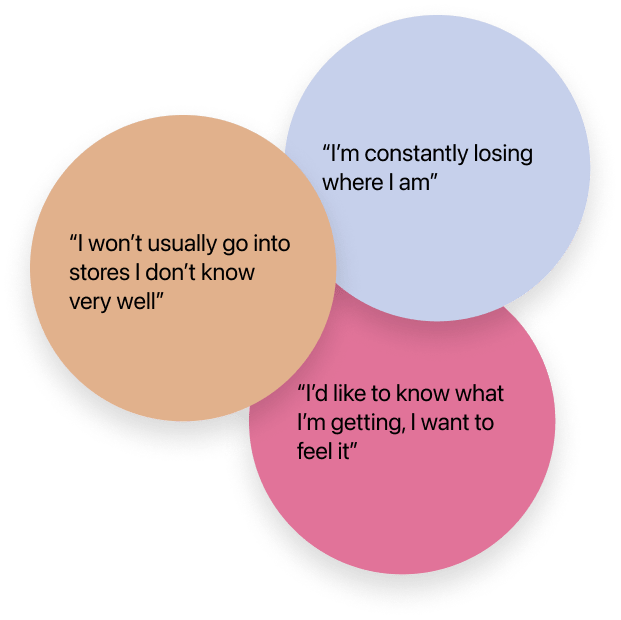 “I’m constantly losing
where I am”
“I won’t usually go into
stores I don’t know
very well”
“I’d like to know what
I’m getting, I want to
feel it”